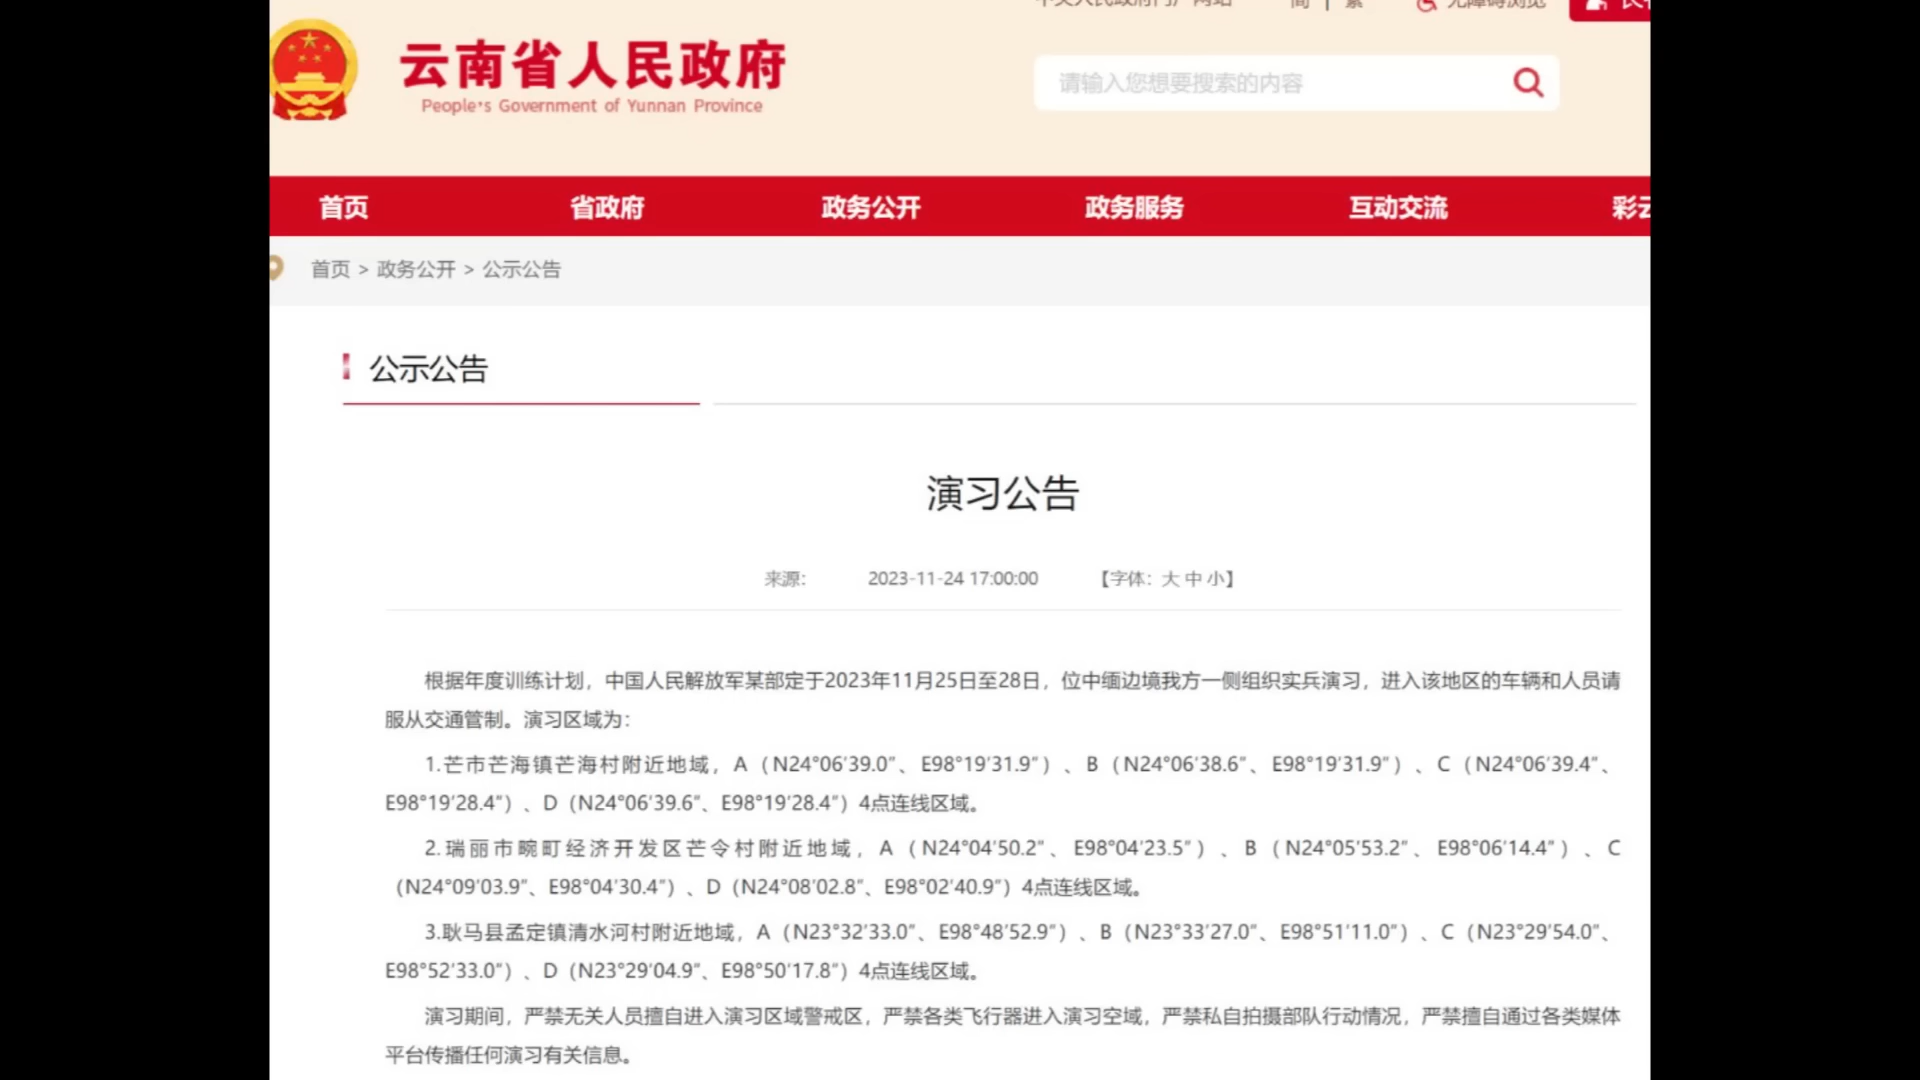 简 | 繁
无障碍浏览
云南省人民政府
People's Government of Yunnan Province
请输入您想要搜索的内容
首页 省政府 政务公开 政务服务 互动交流
首页 > 政务公开 > 公示公告
公示公告
演习公告
来源: 2023-11-24 17:00:00 【字体: 大 中 小】
根据年度训练计划，中国人民解放军某部定于2023年11月25日至28日，位中缅边境我方一侧组织实兵演习，进入该地区的车辆和人员请
服从交通管制。演习区域为：
1.芒市芒海镇芒海村附近地域，A（N24°06′39.0″、E98°19′31.9″）、B（N24°06′38.6″、E98°19′31.9″）、C（N24°06′39.4″、
E98°19′28.4″）、D（N24°06′39.6″、E98°19′28.4″）4点连线区域。
2.瑞丽市畹町经济开发区芒令村附近地域，A（N24°04′50.2″、E98°04′23.5″）、B（N24°05′53.2″、E98°06′14.4″）、C
（N24°09′03.9″、E98°04′30.4″）、D（N24°08′02.8″、E98°02′40.9″）4点连线区域。
3.耿马县孟定镇清水河村附近地域，A（N23°32′33.0″、E98°48′52.9″）、B（N23°33′27.0″、E98°51′11.0″）、C（N23°29′54.0″、
E98°52′33.0″）、D（N23°29′04.9″、E98°50′17.8″）4点连线区域。
演习期间，严禁无关人员擅自进入演习区域警戒区，严禁各类飞行器进入演习空域，严禁私自拍摄部队行动情况，严禁擅自通过各类媒体
平台传播任何演习有关信息。